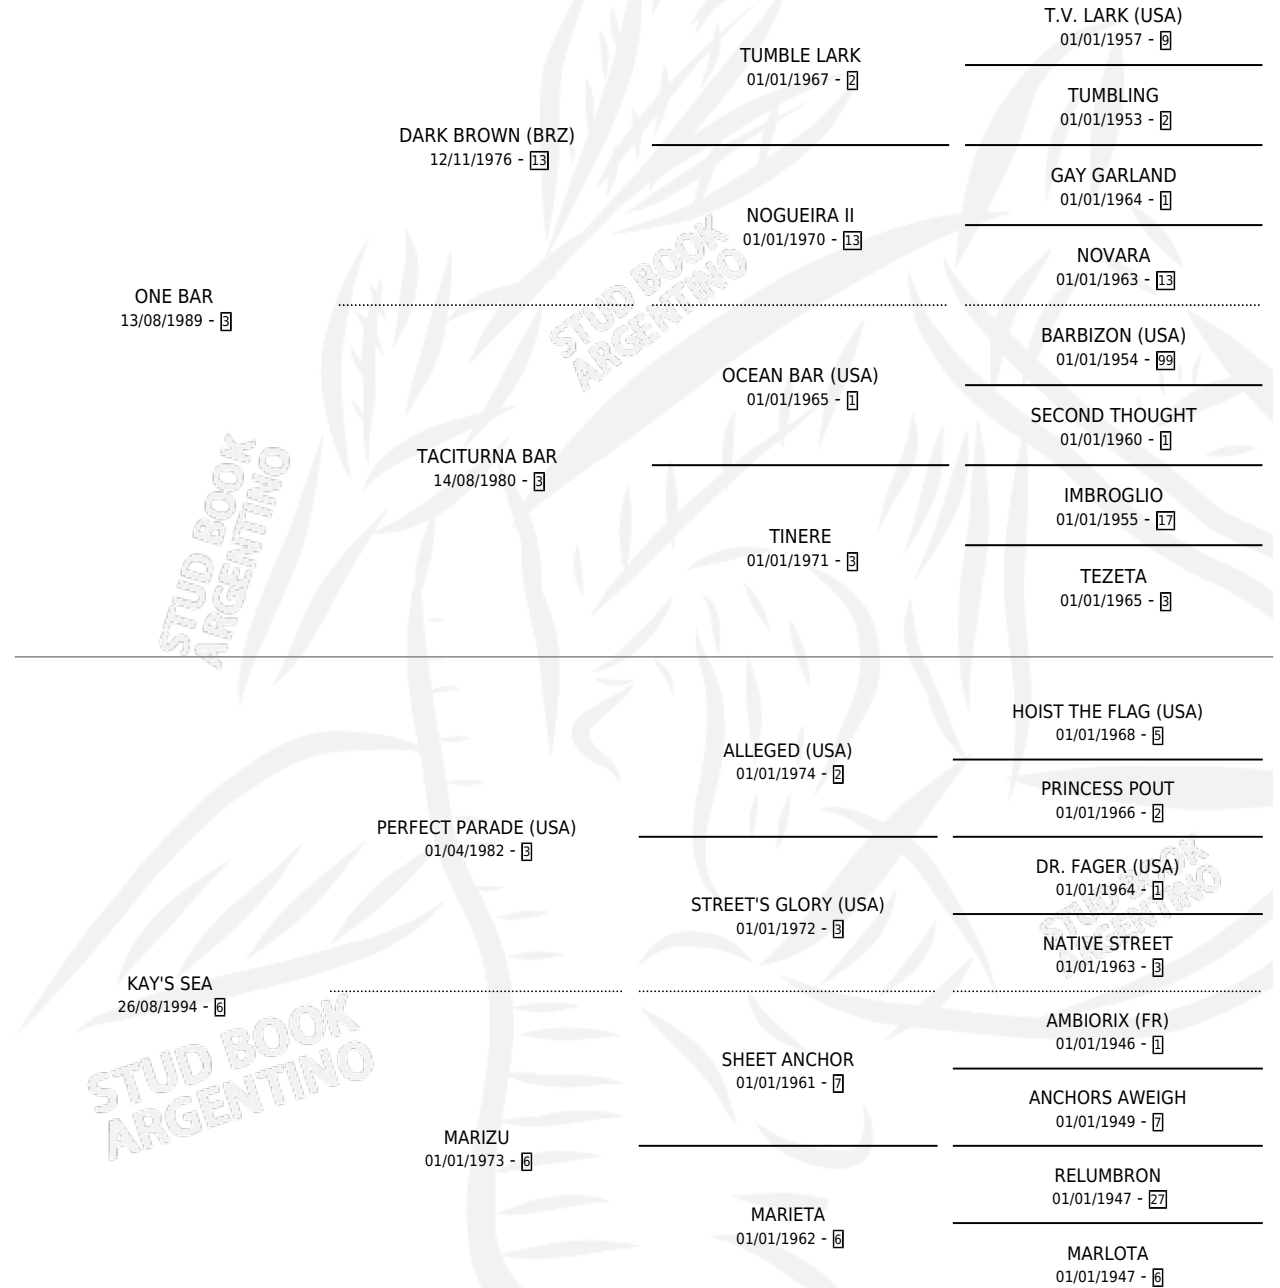 T.V. LARK (USA)
01/01/1957 - 9
TUMBLE LARK
01/01/1967 - 2
TUMBLING
01/01/1953 - 2
DARK BROWN (BRZ)
12/11/1976 - 13
GAY GARLAND
01/01/1964 - 1
NOGUEIRA II
01/01/1970 - 13
NOVARA
01/01/1963 - 13
ONE BAR
13/08/1989 - 3
STUD BOOK
ARGENTINO
BARBIZON (USA)
01/01/1954 - 99
OCEAN BAR (USA)
01/01/1965 - 1
SECOND THOUGHT
01/01/1960 - 1
TACITURNA BAR
14/08/1980 - 3
IMBROGLIO
01/01/1955 - 17
TINERE
01/01/1971 - 3
TEZETA
01/01/1965 - 3
STUD BOOK
ARGENTINO
HOIST THE FLAG (USA)
01/01/1968 - 5
ALLEGED (USA)
01/01/1974 - 2
PRINCESS POUT
01/01/1966 - 2
PERFECT PARADE (USA)
01/04/1982 - 3
DR. FAGER (USA)
01/01/1964 - 1
STREET'S GLORY (USA)
01/01/1972 - 3
NATIVE STREET
01/01/1963 - 3
STUD BOOK
ARGENTINO
KAY'S SEA
26/08/1994 - 6
AMBIORIX (FR)
01/01/1946 - 1
SHEET ANCHOR
01/01/1961 - 7
ANCHORS AWEIGH
01/01/1949 - 7
STUD BOOK
ARGENTINO
MARIZU
01/01/1973 - 6
RELUMBRON
01/01/1947 - 27
MARIETA
01/01/1962 - 6
MARLOTA
01/01/1947 - 6